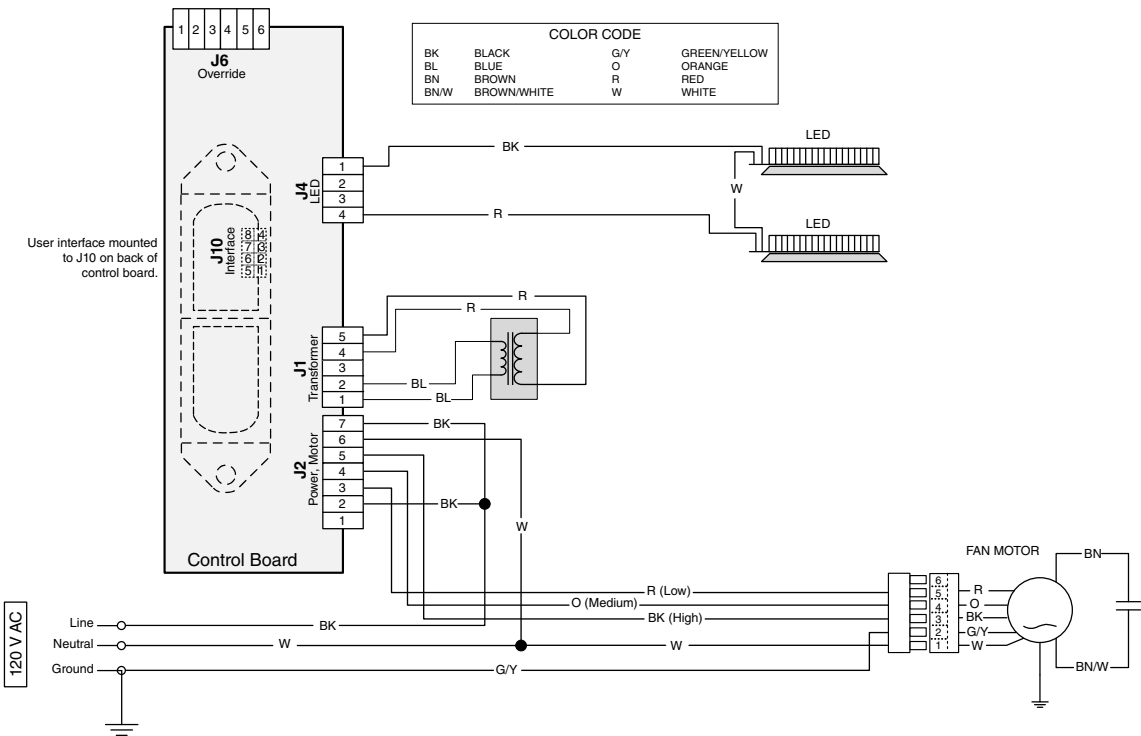 1 2 3 4 5 6
J6
Override
COLOR CODE
BK BLACK G/Y GREEN/YELLOW
BL BLUE O ORANGE
BN BROWN R RED
BN/W BROWN/WHITE W WHITE
LED
BK
1
2
3
4
J4
LED
W
R
LED
User interface mounted
to J10 on back of
control board.
J10
Interface
8 4
7 3
6 2
5 1
R
R
5
4
3
2
1
J1
Transformer
BL
BL
7
6
5
4
3
2
1
J2
Power, Motor
BK
BK
W
Control Board
FAN MOTOR
BN
R (Low)
O (Medium)
BK (High)
6
5
4
3
2
1
R
O
BK
G/Y
W
BN/W
120 V AC
Line
BK
Neutral
W
W
Ground
G/Y